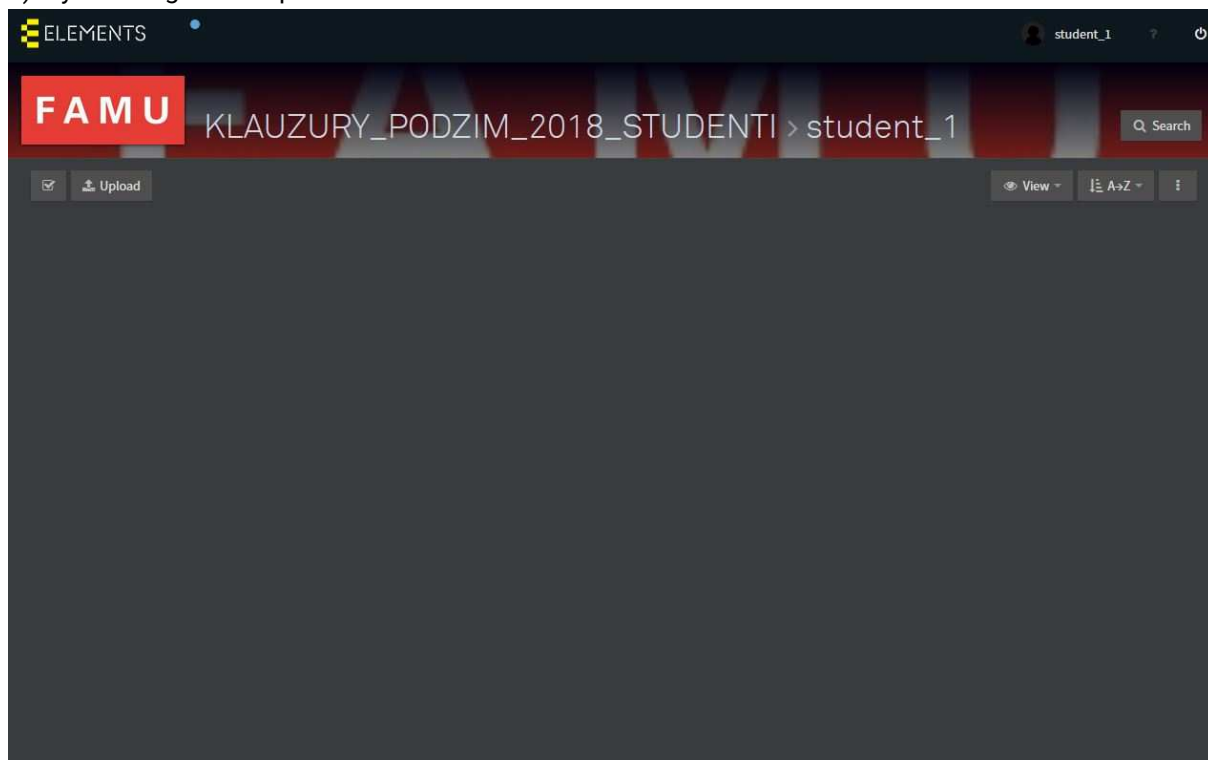 ELEMENTS
student_1 ?
FAMU
KLAUZURY_PODZIM_2018_STUDENTI > student_1
Search
Upload
View
A→Z